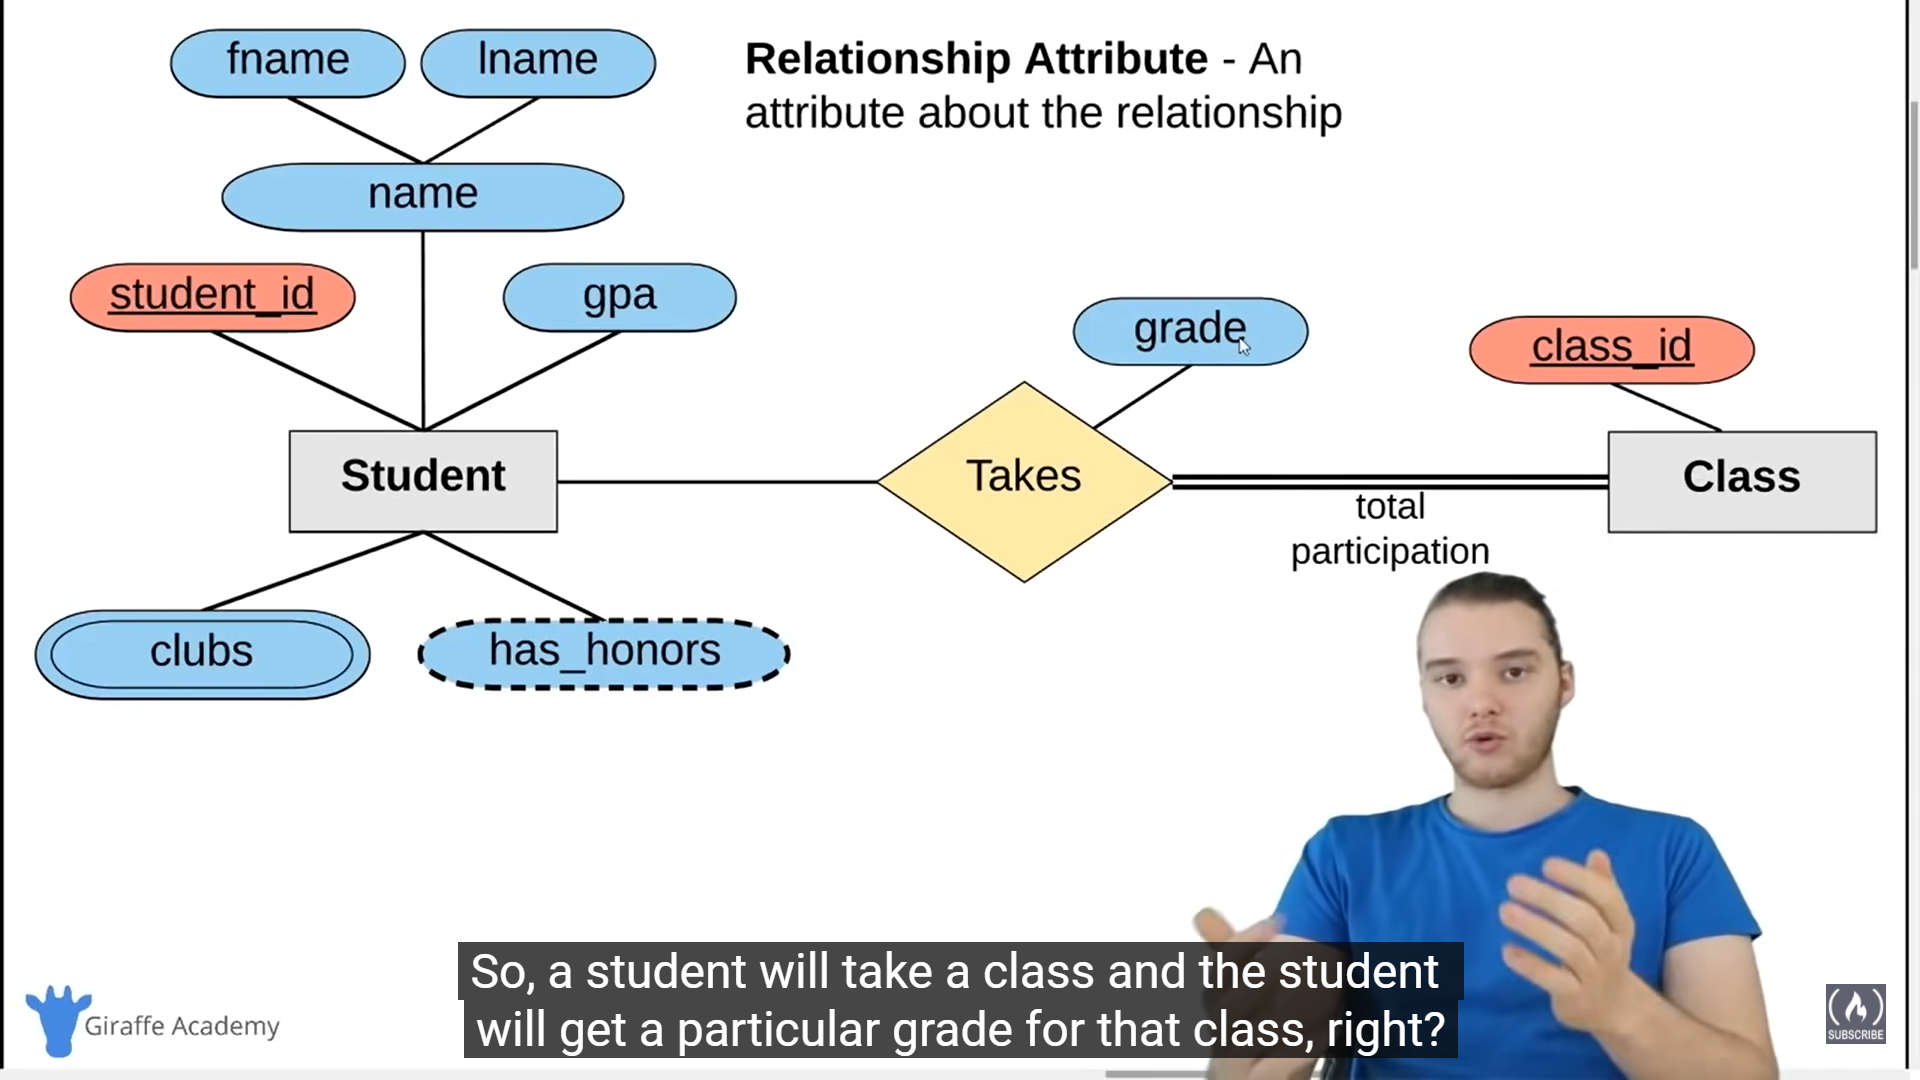 fname
lname
Relationship Attribute - An
attribute about the relationship
name
student_id
gpa
grade
class_id
Student
Takes
Class
total
participation
clubs
has_honors
So, a student will take a class and the student
will get a particular grade for that class, right?
Giraffe Academy
SUBSCRIBE